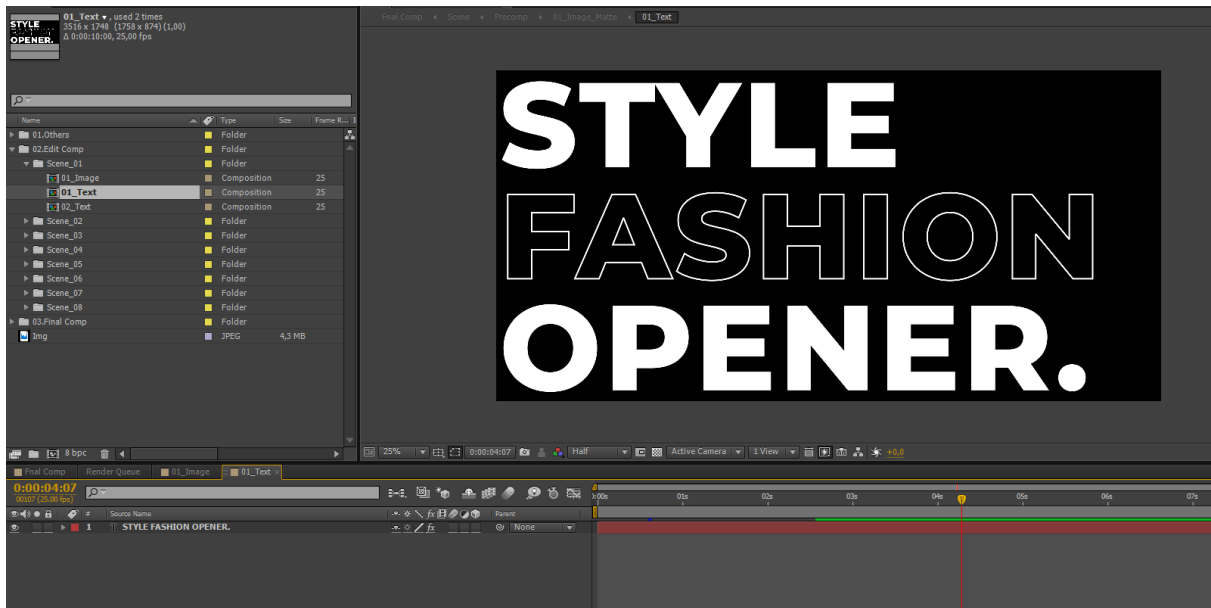 01_Text ▾ , used 2 times
3516 x 1748 (1758 x 874) (1,00)
Δ 0:00:10:00, 25,00 fps
STYLE
OPENER.
Name Type Size Frame R...
01.Others Folder
02.Edit Comp Folder
Scene_01 Folder
01_Image Composition 25
01_Text Composition 25
02_Text Composition 25
Scene_02 Folder
Scene_03 Folder
Scene_04 Folder
Scene_05 Folder
Scene_06 Folder
Scene_07 Folder
Scene_08 Folder
03.Final Comp Folder
Img JPEG 4,3 MB
8 bpc
Fnal Comp Scene Precomp 01_Image_Matte 01_Text
STYLE
FASHION
OPENER.
25% 0:00:04:07 Half Active Camera 1 View +0,0
Fnal Comp Render Queue 01_Image 01_Text ×
0:00:04:07
00107 (25.00 fps)
# Source Name Parent
1 T STYLE FASHION OPENER. None
):00s 01s 02s 03s 04s 05s 06s 07s